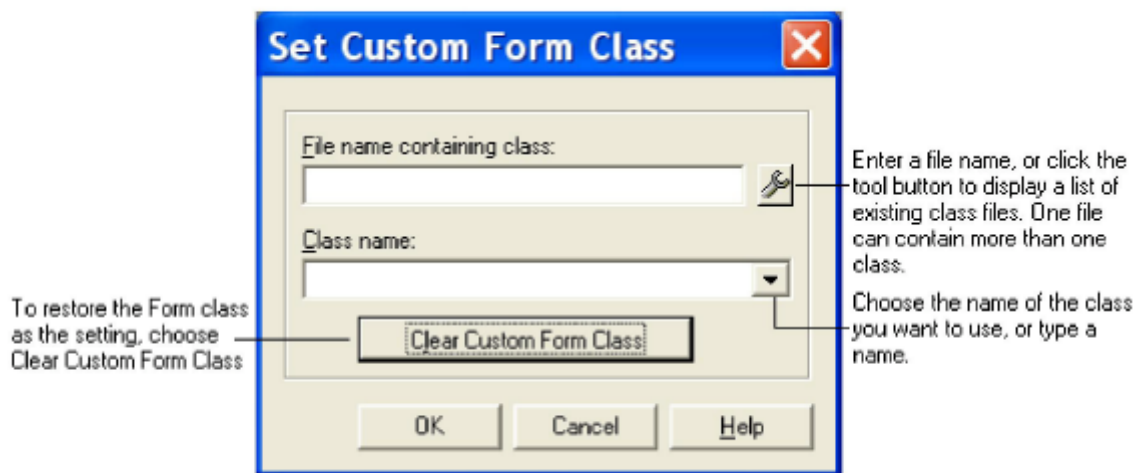 Set Custom Form Class
File name containing class:
Enter a file name, or click the
tool button to display a list of
existing class files. One file
can contain more than one
class.
Class name:
Choose the name of the class
you want to use, or type a
name.
To restore the Form class
as the setting, choose
Clear Custom Form Class
Clear Custom Form Class
OK
Cancel
Help